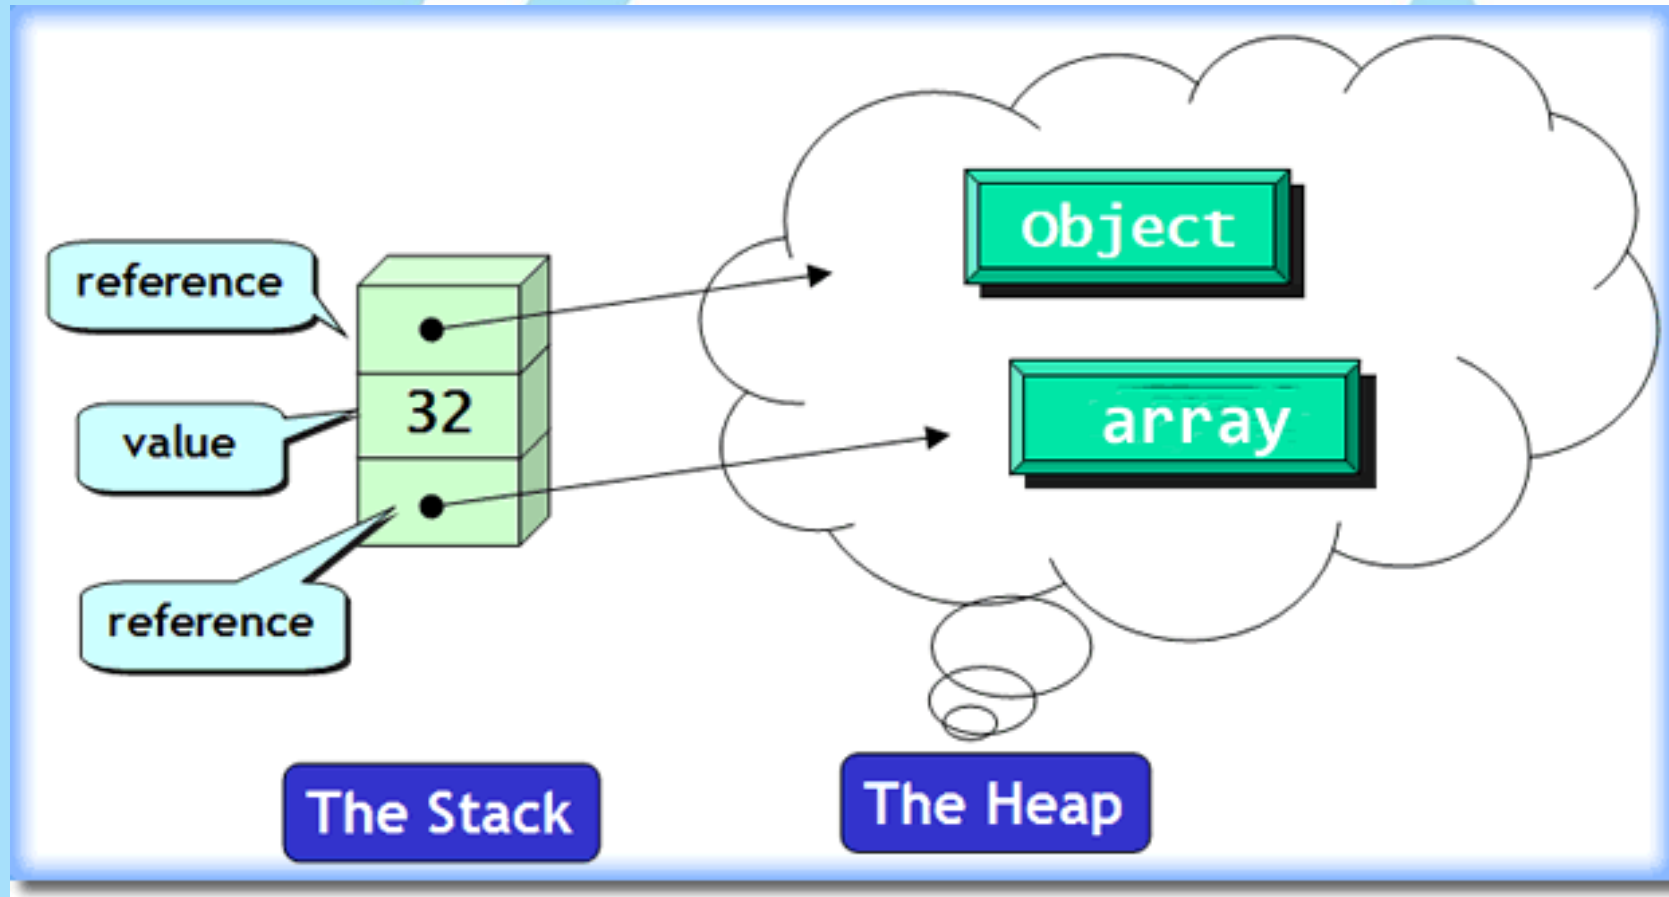 reference
value
reference
32
Object
array
The Stack
The Heap